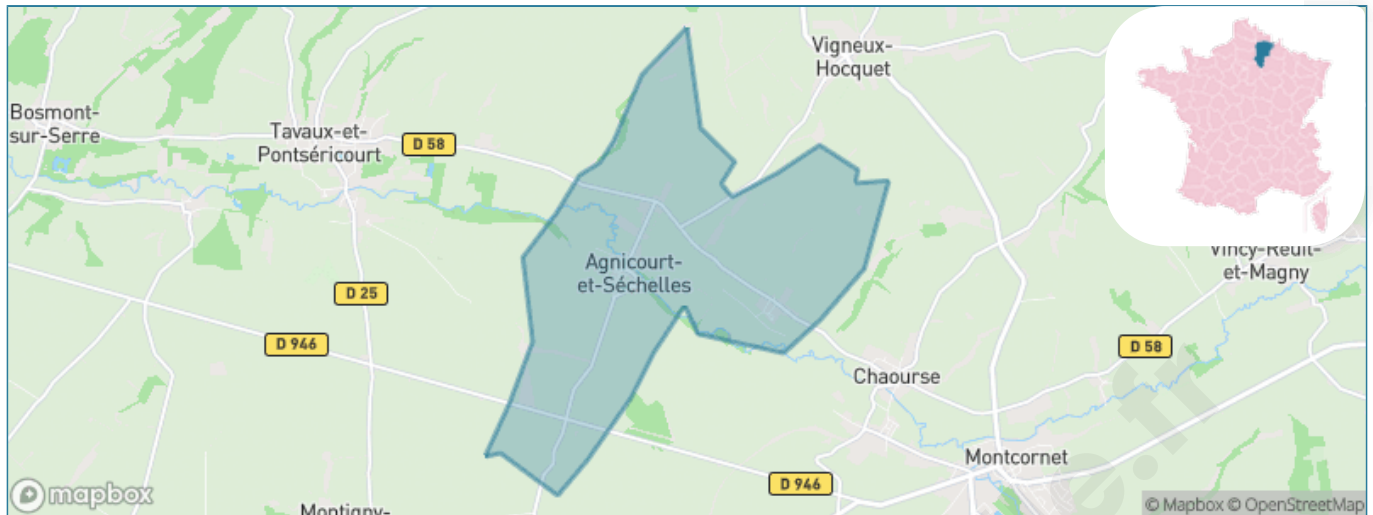 Vigneux-
Hocquet
Bosmont-
sur-Serre
Tavaux-et-
Pontséricourt
D 58
Agnicourt-
et-Séchelles
Vincy-Reuil-
et-Magny
D 25
D 946
D 58
Chaourse
Montcornet
D 946
mapbox
Montigny-
© Mapbox © OpenStreetMap